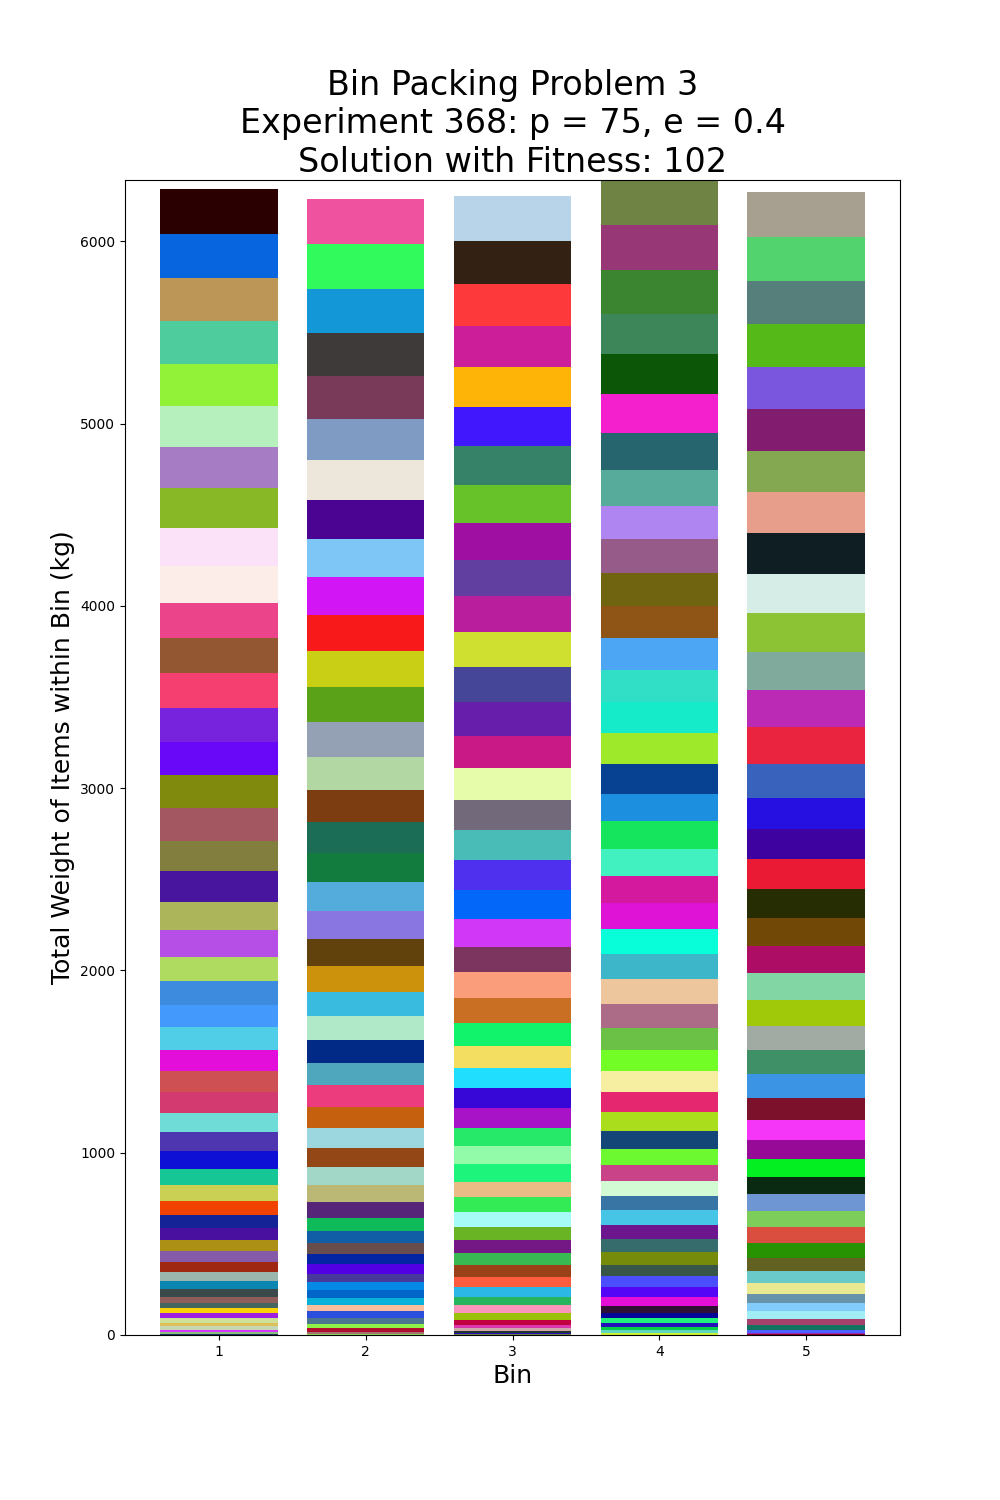 Bin Packing Problem 3
Experiment 368: p = 75, e = 0.4
Solution with Fitness: 102
Total Weight of Items within Bin (kg)
6000
5000
4000
3000
2000
1000
0
1 2 3 4 5
Bin